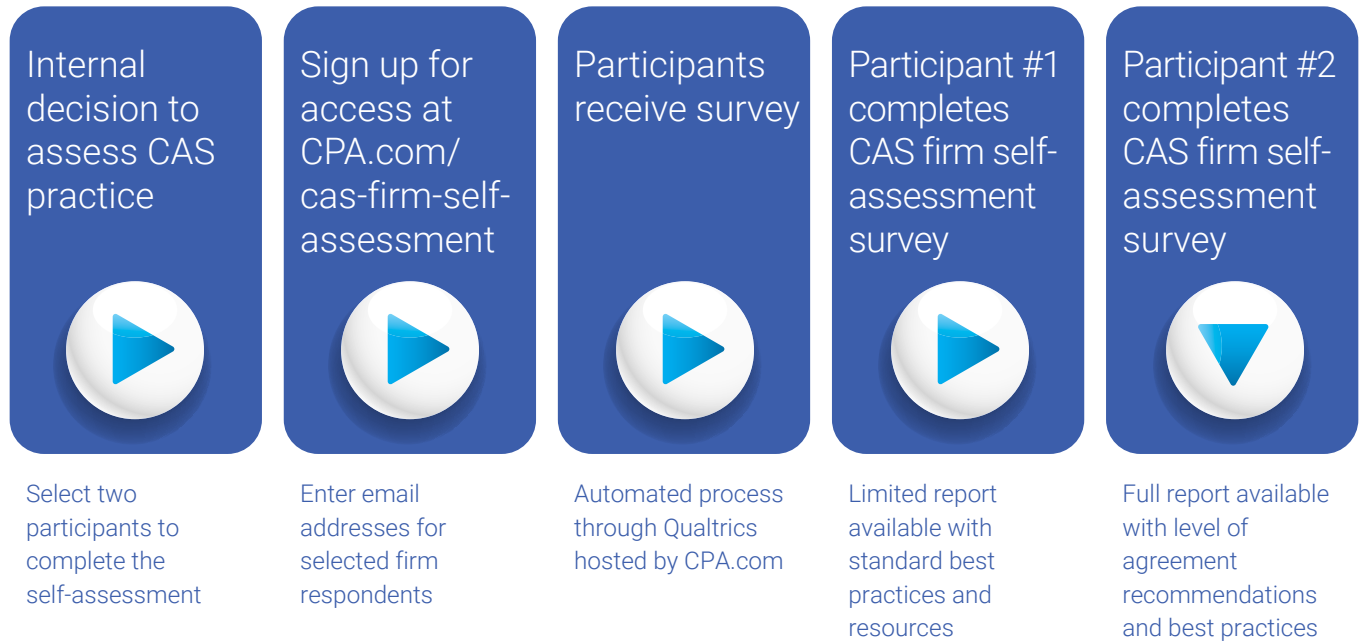 Internal
decision to
assess CAS
practice
Sign up for
access at
CPA.com/
cas-firm-self-
assessment
Participants
receive survey
Participant #1
completes
CAS firm self-
assessment
survey
Participant #2
completes
CAS firm self-
assessment
survey
Select two
participants to
complete the
self-assessment
Enter email
addresses for
selected firm
respondents
Automated process
through Qualtrics
hosted by CPA.com
Limited report
available with
standard best
practices and
resources
Full report available
with level of
agreement
recommendations
and best practices